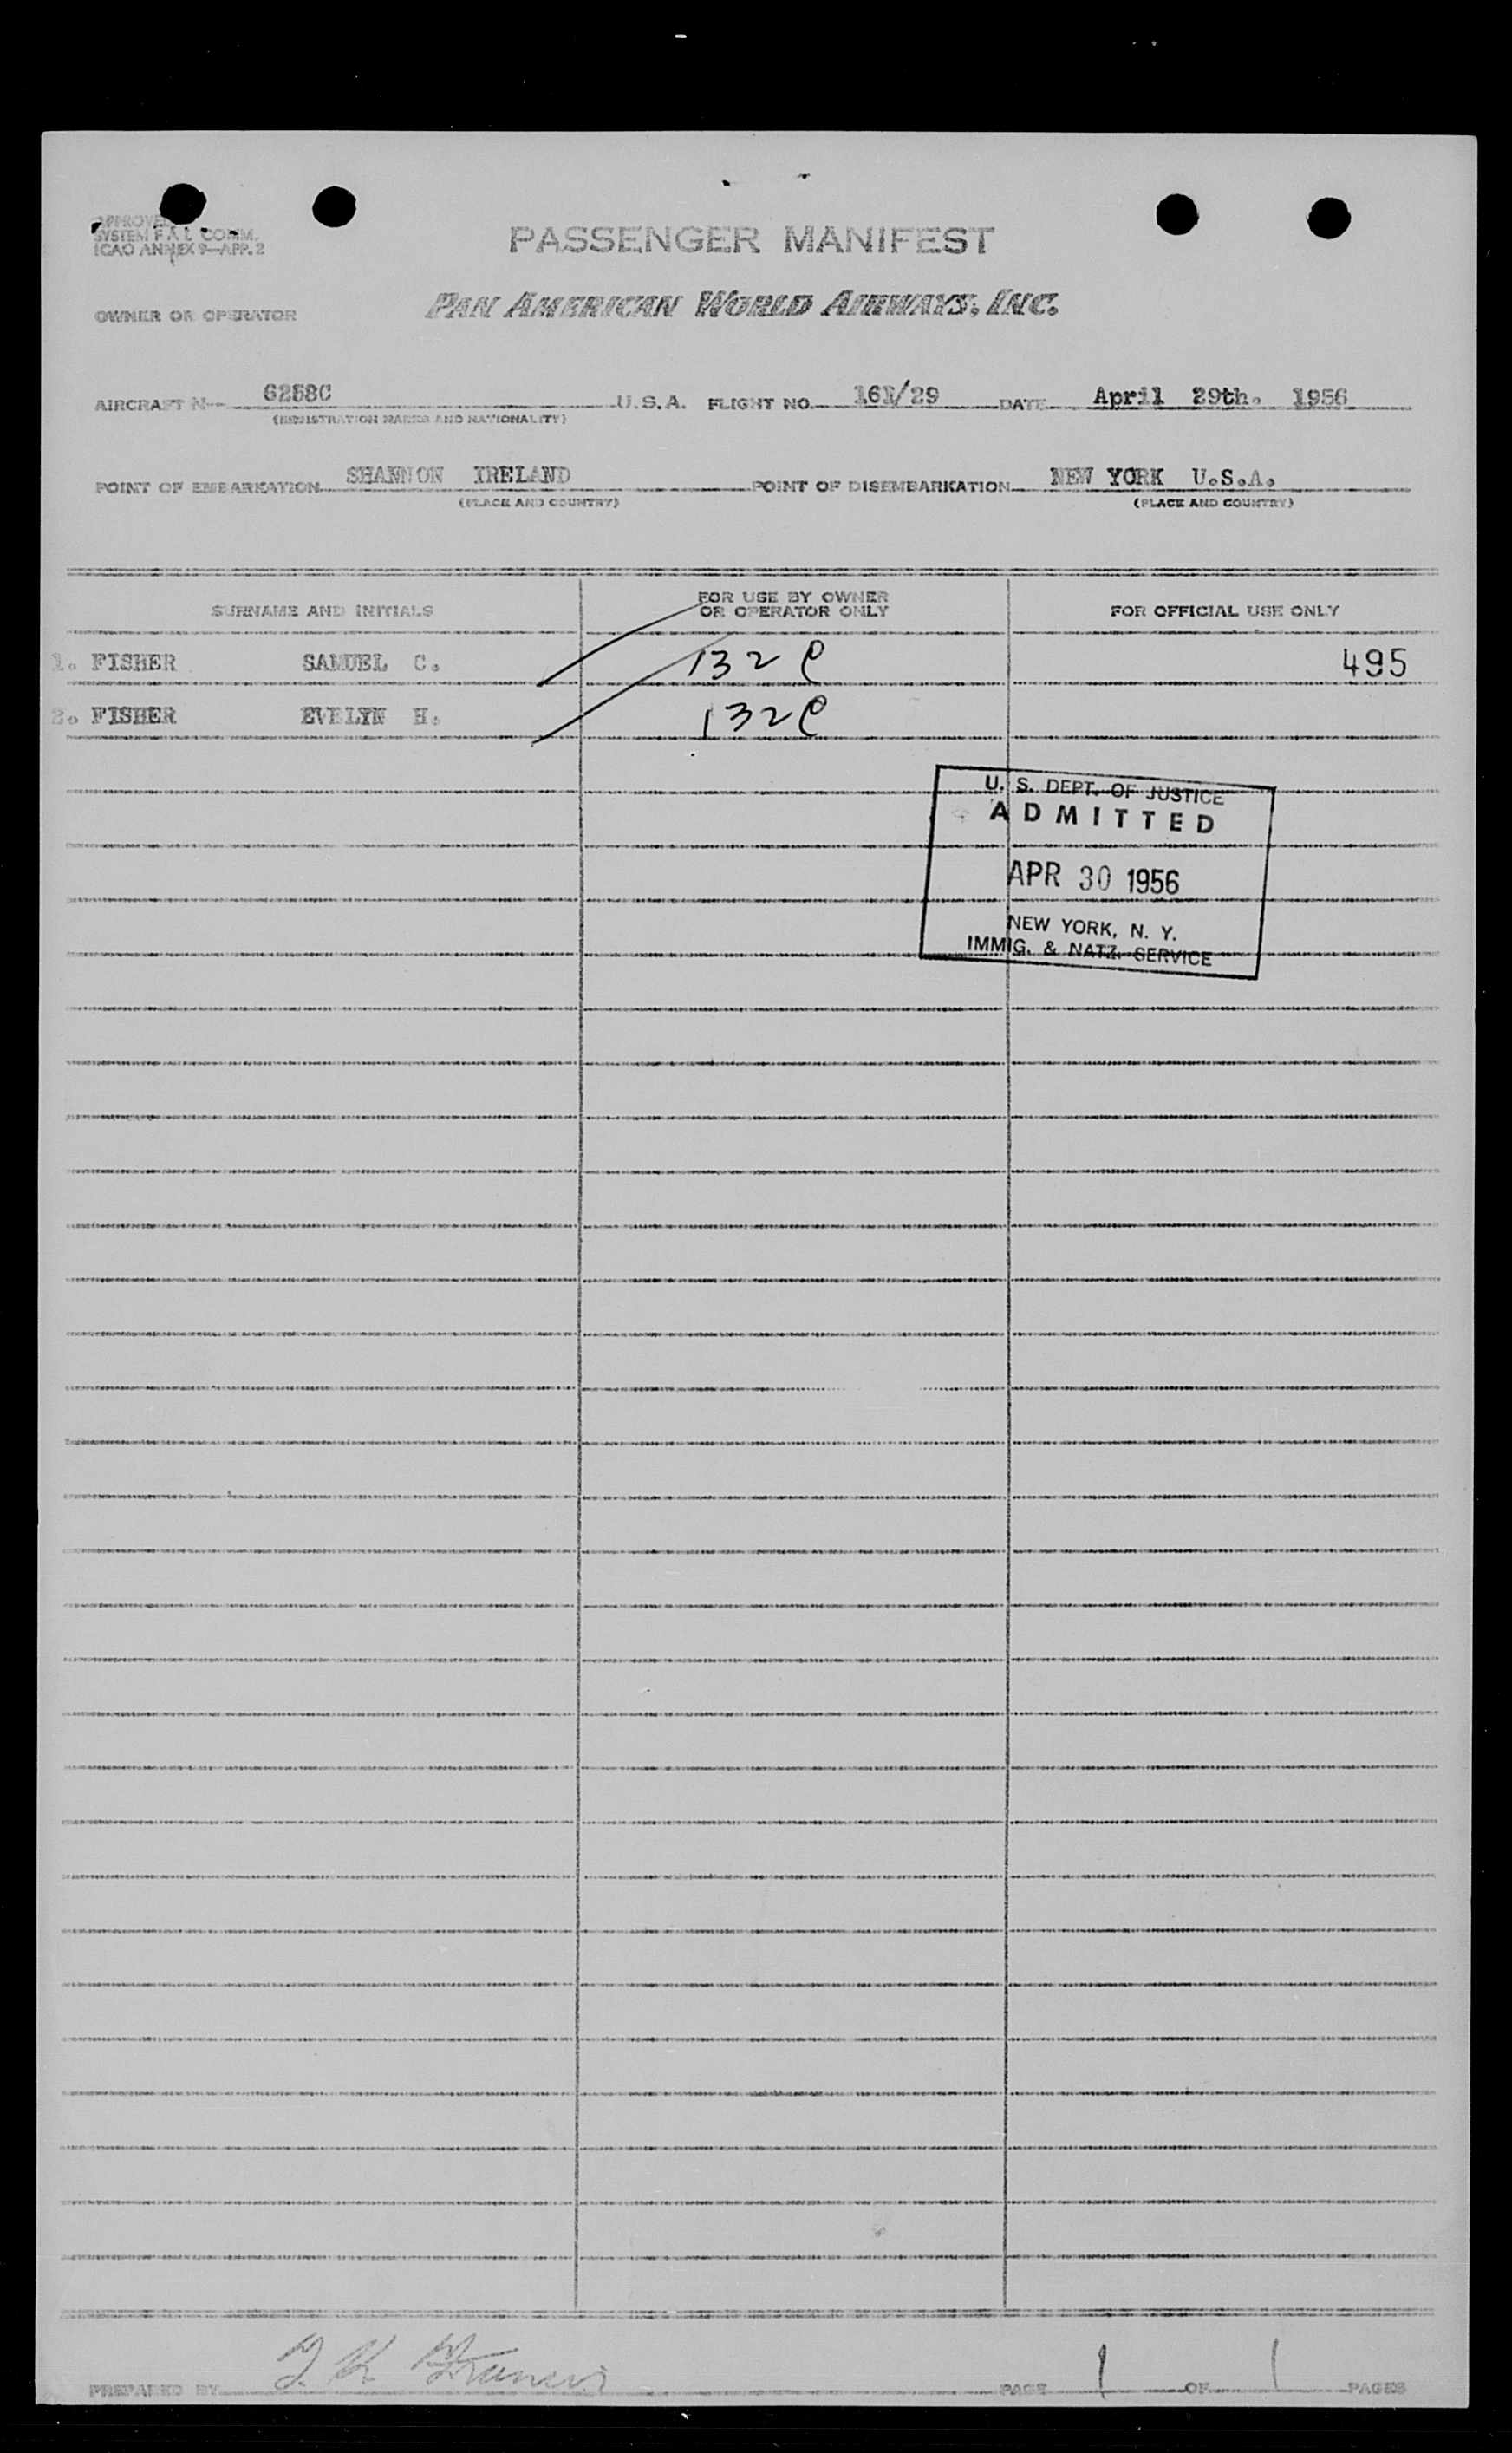 APPROVED
SYSTEM F.A.L. COMM.
ICAO ANNEX 9—APP. 2
PASSENGER MANIFEST
OWNER OR OPERATOR PAN AMERICAN WORLD AIRWAYS, INC.
AIRCRAFT N-- 6258C U.S.A. FLIGHT NO. 161/29 DATE April 29th. 1956
(REGISTRATION MARKS AND NATIONALITY)
POINT OF EMBARKATION SHANNON IRELAND POINT OF DISEMBARKATION NEW YORK U.S.A.
(PLACE AND COUNTRY) (PLACE AND COUNTRY)
SURNAME AND INITIALS FOR USE BY OWNER OR OPERATOR ONLY FOR OFFICIAL USE ONLY
1. FISHER SAMUEL C. 132 C 495
2. FISHER EVELYN H. 132 C
U. S. DEPT. OF JUSTICE
ADMITTED
APR 30 1956
NEW YORK, N. Y.
IMMIG. & NATZ. SERVICE
PREPARED BY PAGE 1 OF 1 PAGES